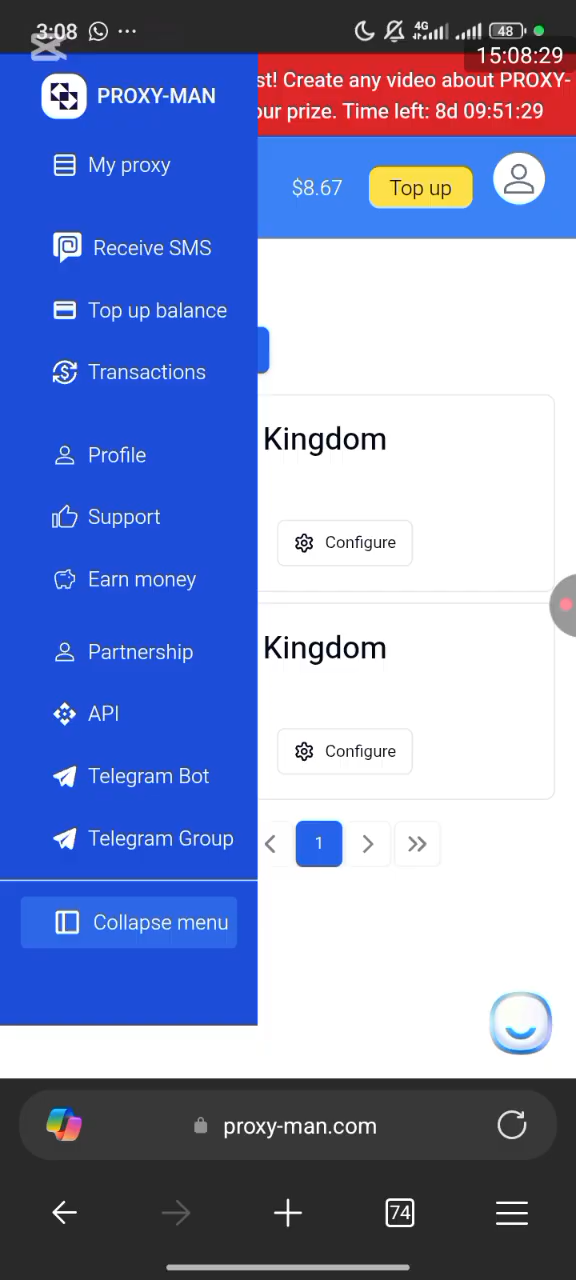 3:08
4G
48
15:08:29
PROXY-MAN
st! Create any video about PROXY-
our prize. Time left: 8d 09:51:29
My proxy
$8.67
Top up
Receive SMS
Top up balance
Transactions
Kingdom
Profile
Support
Configure
Earn money
Partnership
Kingdom
API
Configure
Telegram Bot
Telegram Group
1
Collapse menu
proxy-man.com
74